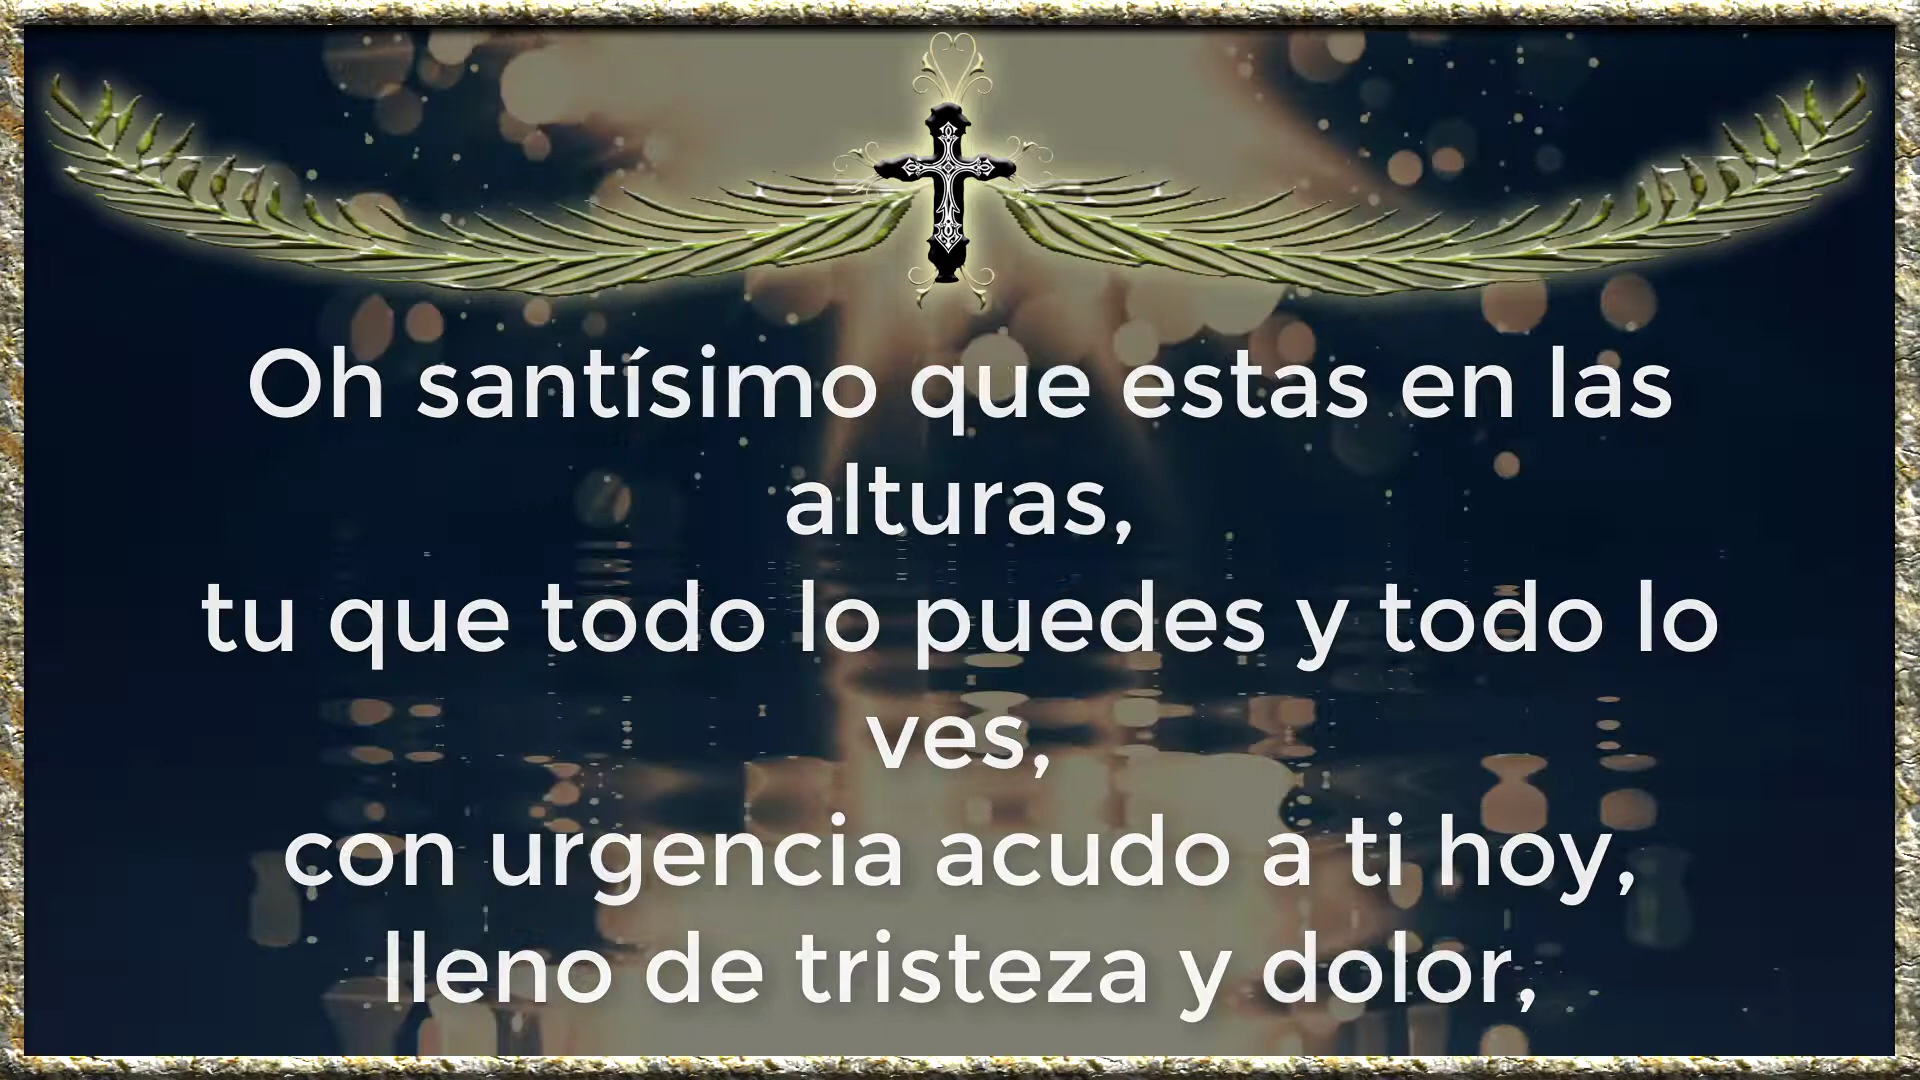 Oh santísimo que estas en las
alturas,
tu que todo lo puedes y todo lo
ves,
con urgencia acudo a ti hoy,
lleno de tristeza y dolor,